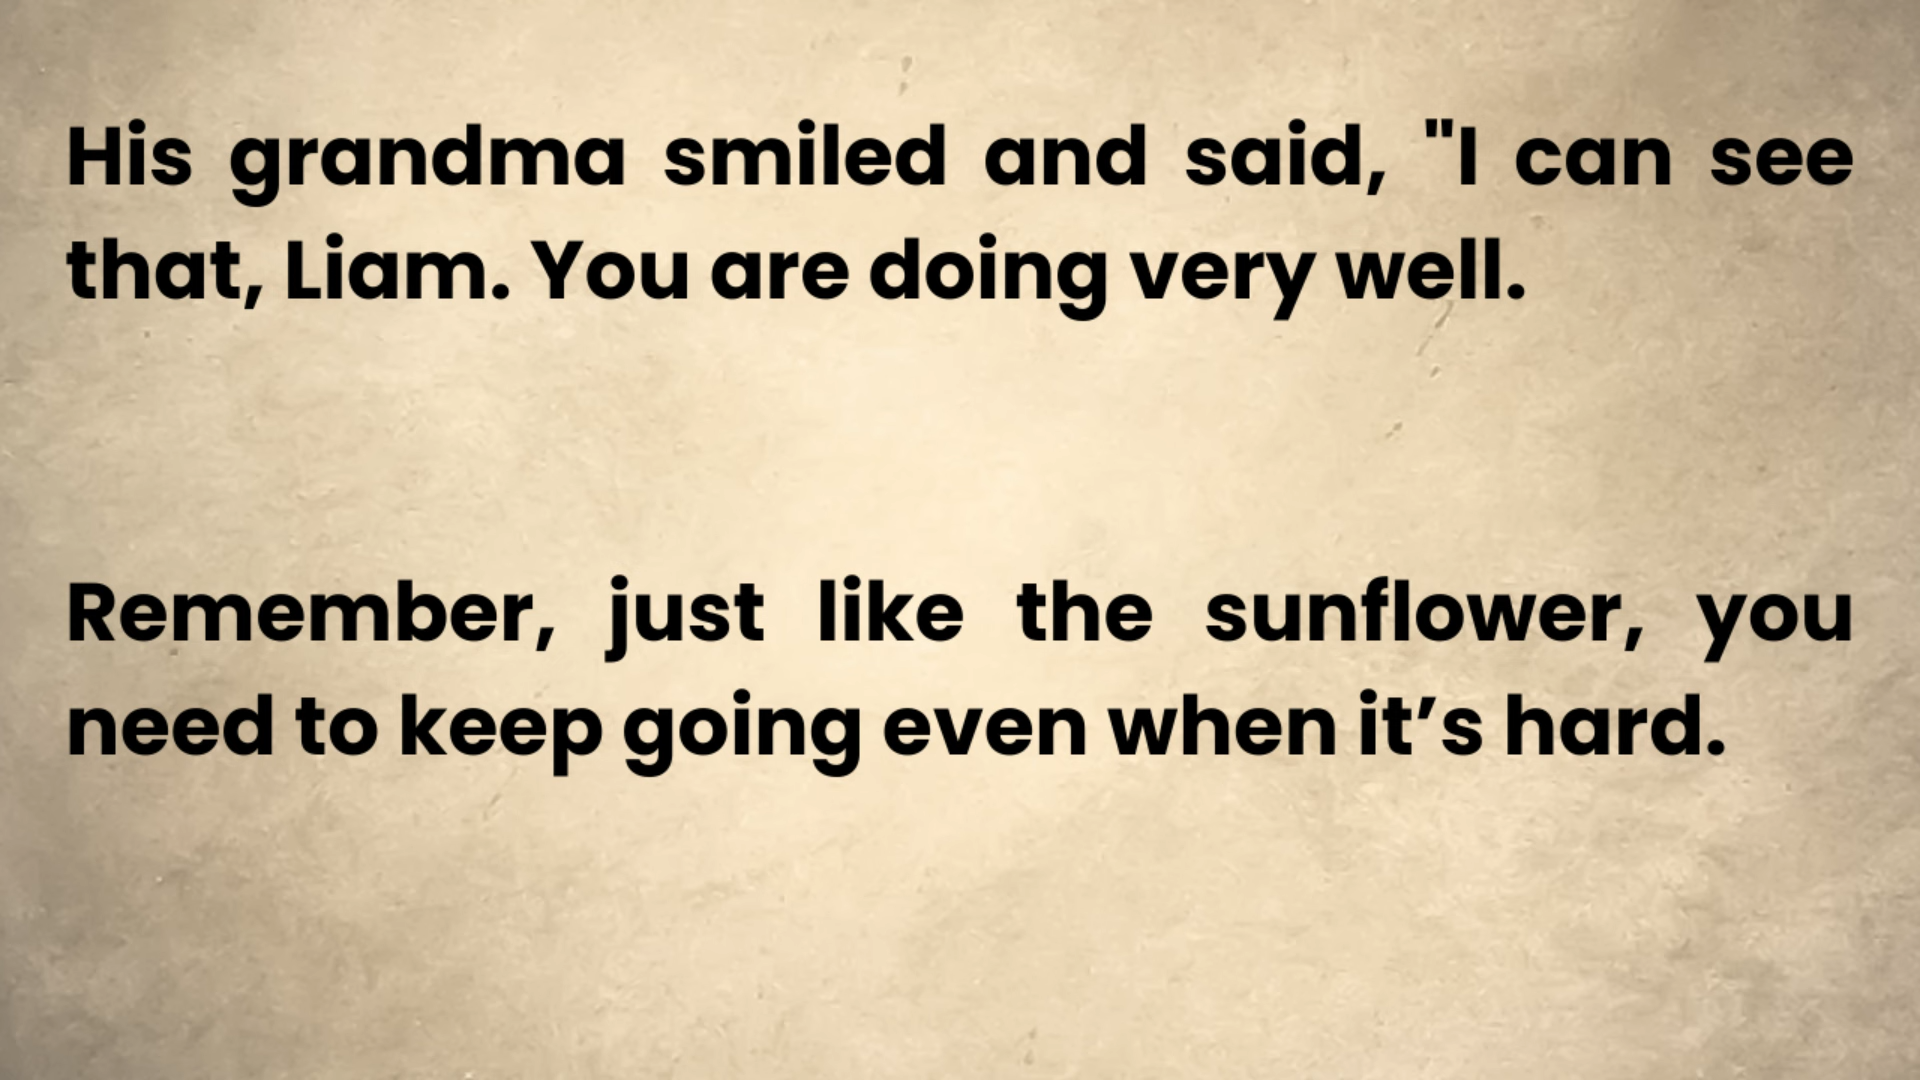 His grandma smiled and said, "I can see
that, Liam. You are doing very well.
Remember, just like the sunflower, you
need to keep going even when it’s hard.